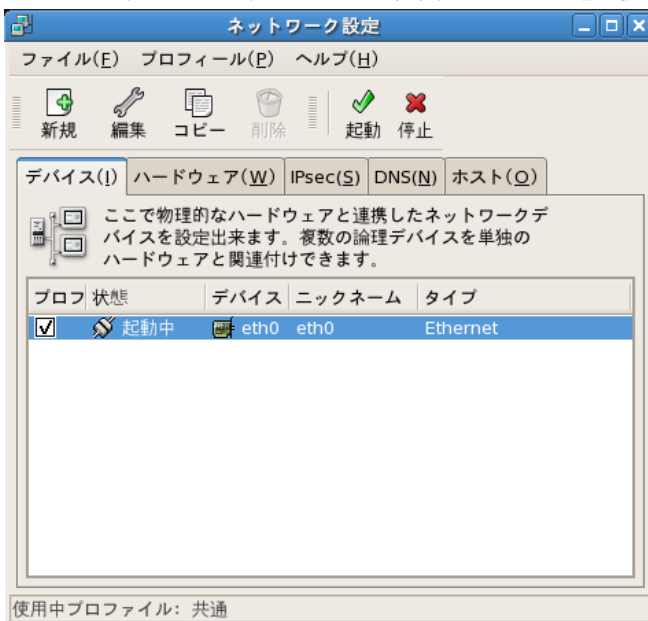 ネットワーク設定
ファイル(F) プロフィール(P) ヘルプ(H)
新規 編集 コピー 削除 起動 停止
デバイス(I) ハードウェア(W) IPsec(S) DNS(N) ホスト(O)
ここで物理的なハードウェアと連携したネットワークデ
バイスを設定出来ます。複数の論理デバイスを単独の
ハードウェアと関連付けできます。
プロフ 状態 デバイス ニックネーム タイプ
起動中 eth0 eth0 Ethernet
使用中プロファイル: 共通